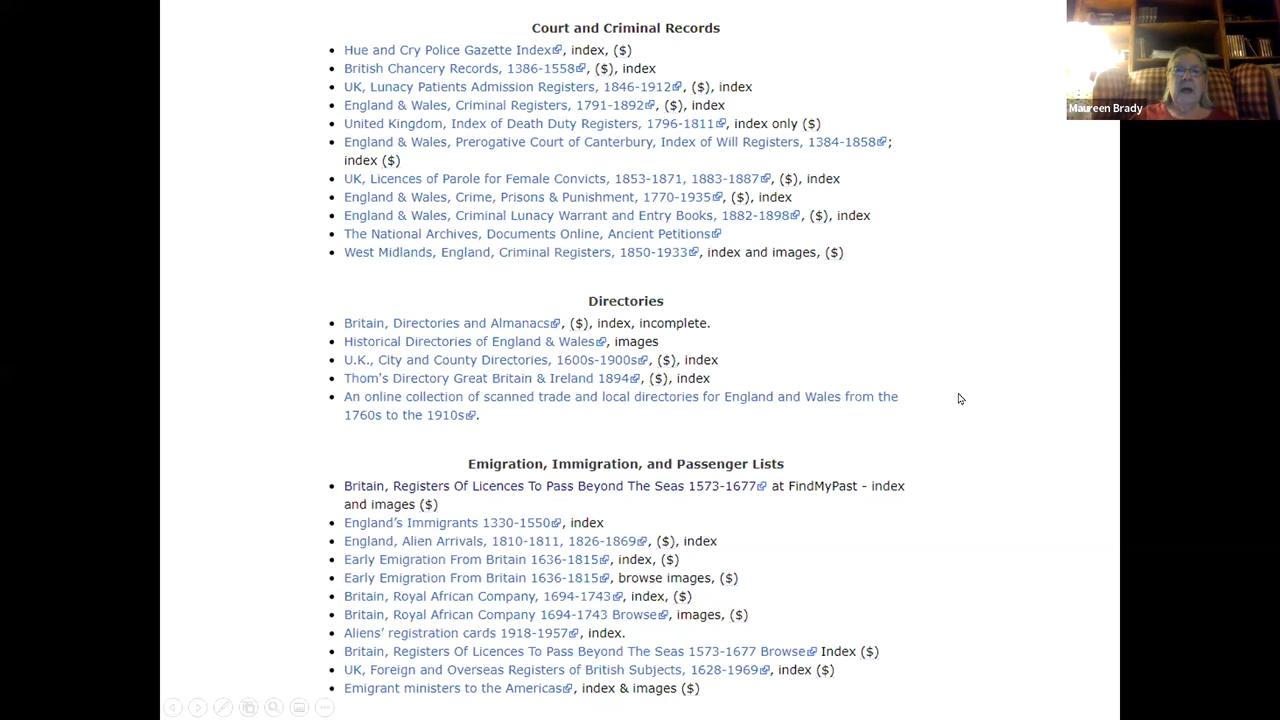 Court and Criminal Records
Hue and Cry Police Gazette Index, index, ($)
British Chancery Records, 1386-1558, ($), index
UK, Lunacy Patients Admission Registers, 1846-1912, ($), index
England & Wales, Criminal Registers, 1791-1892, ($), index
United Kingdom, Index of Death Duty Registers, 1796-1811, index only ($)
England & Wales, Prerogative Court of Canterbury, Index of Will Registers, 1384-1858;
index ($)
UK, Licences of Parole for Female Convicts, 1853-1871, 1883-1887, ($), index
England & Wales, Crime, Prisons & Punishment, 1770-1935, ($), index
England & Wales, Criminal Lunacy Warrant and Entry Books, 1882-1898, ($), index
The National Archives, Documents Online, Ancient Petitions
West Midlands, England, Criminal Registers, 1850-1933, index and images, ($)
Directories
Britain, Directories and Almanacs, ($), index, incomplete.
Historical Directories of England & Wales, images
U.K., City and County Directories, 1600s-1900s, ($), index
Thom's Directory Great Britain & Ireland 1894, ($), index
An online collection of scanned trade and local directories for England and Wales from the
1760s to the 1910s.
Emigration, Immigration, and Passenger Lists
Britain, Registers Of Licences To Pass Beyond The Seas 1573-1677 at FindMyPast - index
and images ($)
England’s Immigrants 1330-1550, index
England, Alien Arrivals, 1810-1811, 1826-1869, ($), index
Early Emigration From Britain 1636-1815, index, ($)
Early Emigration From Britain 1636-1815, browse images, ($)
Britain, Royal African Company, 1694-1743, index, ($)
Britain, Royal African Company 1694-1743 Browse, images, ($)
Aliens’ registration cards 1918-1957, index.
Britain, Registers Of Licences To Pass Beyond The Seas 1573-1677 Browse Index ($)
UK, Foreign and Overseas Registers of British Subjects, 1628-1969, index ($)
Emigrant ministers to the Americas, index & images ($)
Maureen Brady